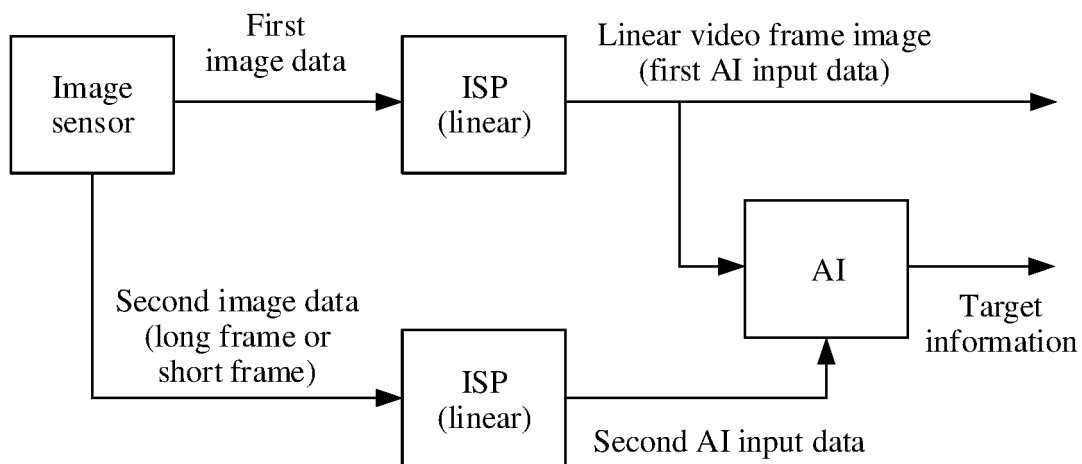 Image
sensor
First
image data
ISP
(linear)
Linear video frame image
(first AI input data)
AI
Target
information
Second image data
(long frame or
short frame)
ISP
(linear)
Second AI input data